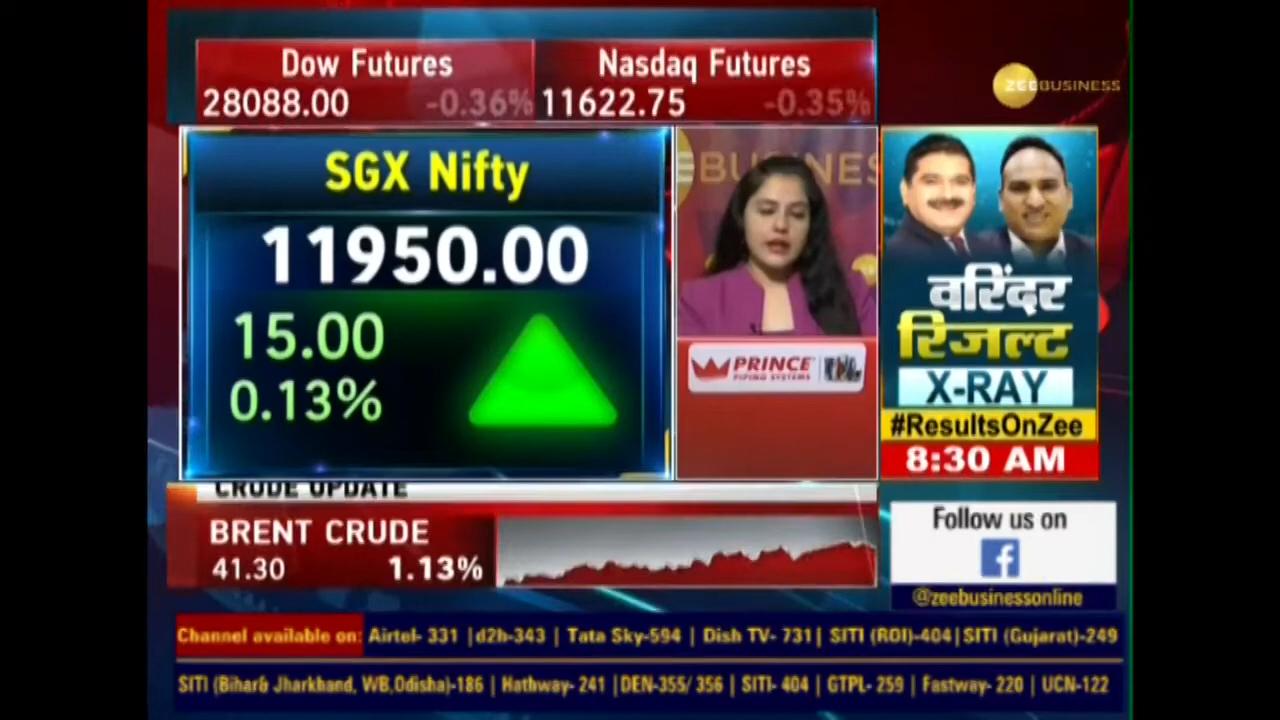 Dow Futures
28088.00 -0.36%
Nasdaq Futures
11622.75 -0.35%
ZEEBUSINESS
SGX Nifty
11950.00
15.00
0.13%
BUSINES
PRINCE
PIPING SYSTEMS
वरिंदर
रिजल्ट
X-RAY
#ResultsOnZee
8:30 AM
CRUDE UPDATE
BRENT CRUDE
41.30 1.13%
Follow us on
@zeebusinessonline
Channel available on: Airtel- 331 |d2h-343 | Tata Sky-594 | Dish TV- 731| SITI (ROI)-404|SITI (Gujarat)-249
SITI (Bihar& Jharkhand, WB,Odisha)-186 | Hathway- 241 |DEN-355/ 356 | SITI- 404 | GTPL- 259 | Fastway- 220 | UCN-122